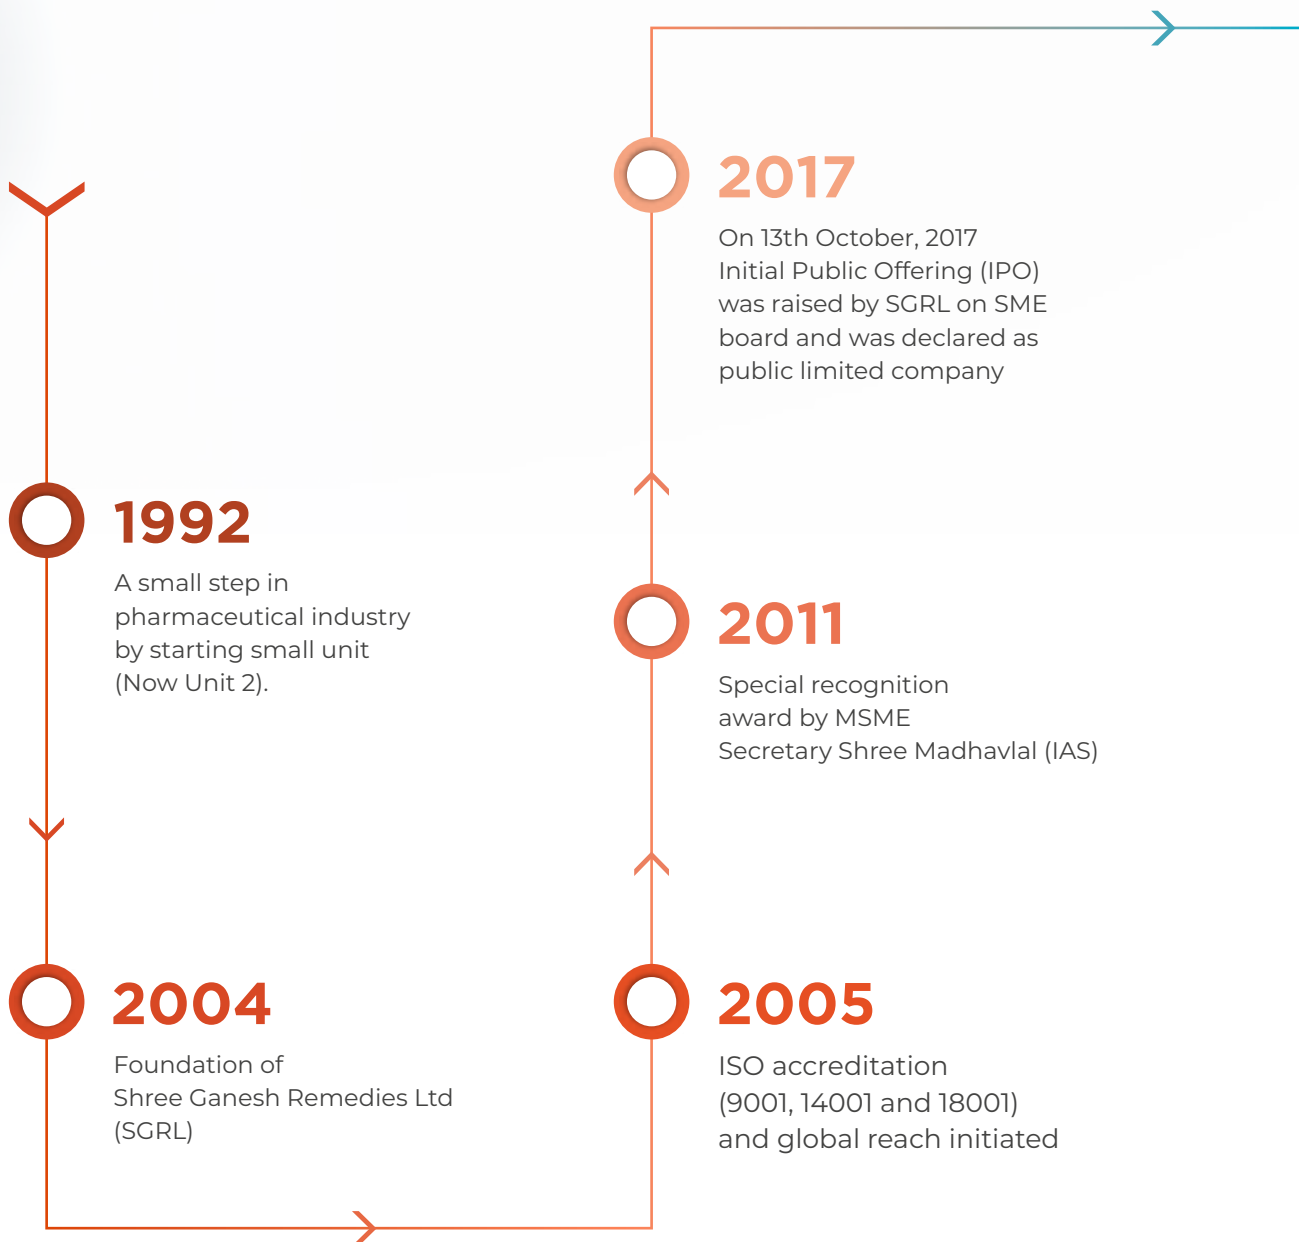 1992
A small step in
pharmaceutical industry
by starting small unit
(Now Unit 2).
2004
Foundation of
Shree Ganesh Remedies Ltd
(SGRL)
2005
ISO accreditation
(9001, 14001 and 18001)
and global reach initiated
2011
Special recognition
award by MSME
Secretary Shree Madhavlal (IAS)
2017
On 13th October, 2017
Initial Public Offering (IPO)
was raised by SGRL on SME
board and was declared as
public limited company